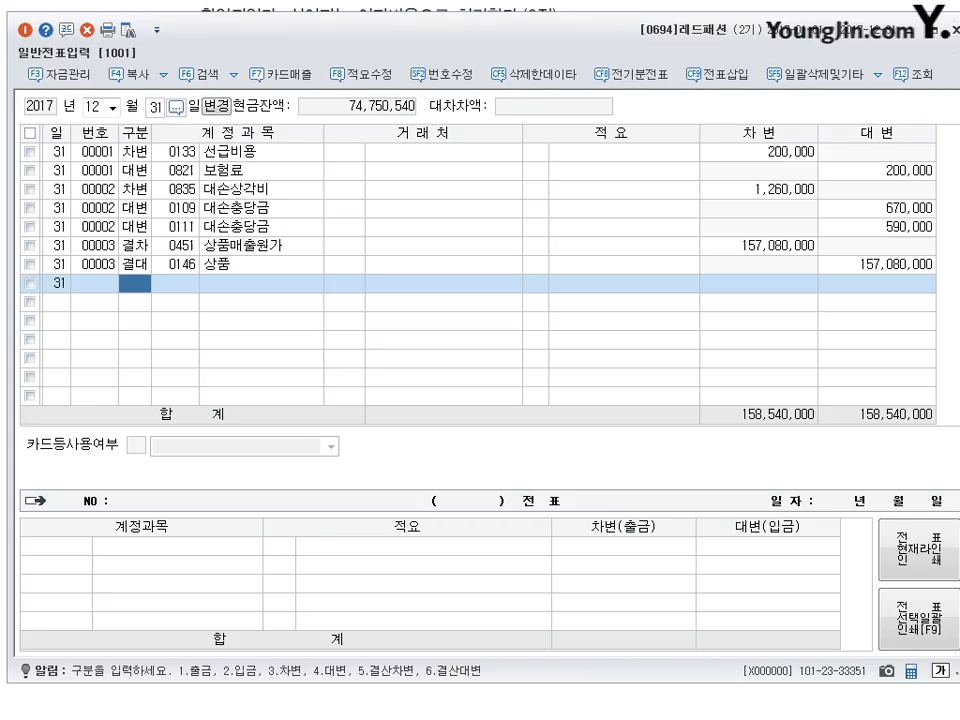 [0694]레드패션 (2기) 2017-01-01 ~ 2017-12-31
Younglin.com Y.
일반전표입력 [1001]
F3 자금관리 F4 복사 F6 검색 F7 카드매출 F8 적요수정 SF2 번호수정 CF5 삭제한데이타 CF8 전기분전표 CF9 전표삽입 SF5 일괄삭제및기타 F12 조회
2017 년 12 월 31 ... 일 변경 현금잔액: 74,750,540 대차차액:
일 번호 구분 계 정 과 목 거 래 처 적 요 차 변 대 변
31 00001 차변 0133 선급비용 200,000
31 00001 대변 0821 보험료 200,000
31 00002 차변 0835 대손상각비 1,260,000
31 00002 대변 0109 대손충당금 670,000
31 00002 대변 0111 대손충당금 590,000
31 00003 결차 0451 상품매출원가 157,080,000
31 00003 결대 0146 상품 157,080,000
31
합 계 158,540,000 158,540,000
카드등사용여부
NO : ( ) 전 표 일 자 : 년 월 일
계정과목 적요 차변(출금) 대변(입금)
전 표
현재라인
인 쇄
전 표
선택일괄
인쇄[F9]
합 계
알림 : 구분을 입력하세요. 1.출금, 2.입금, 3.차변, 4.대변, 5.결산차변, 6.결산대변 [X000000] 101-23-33351 가